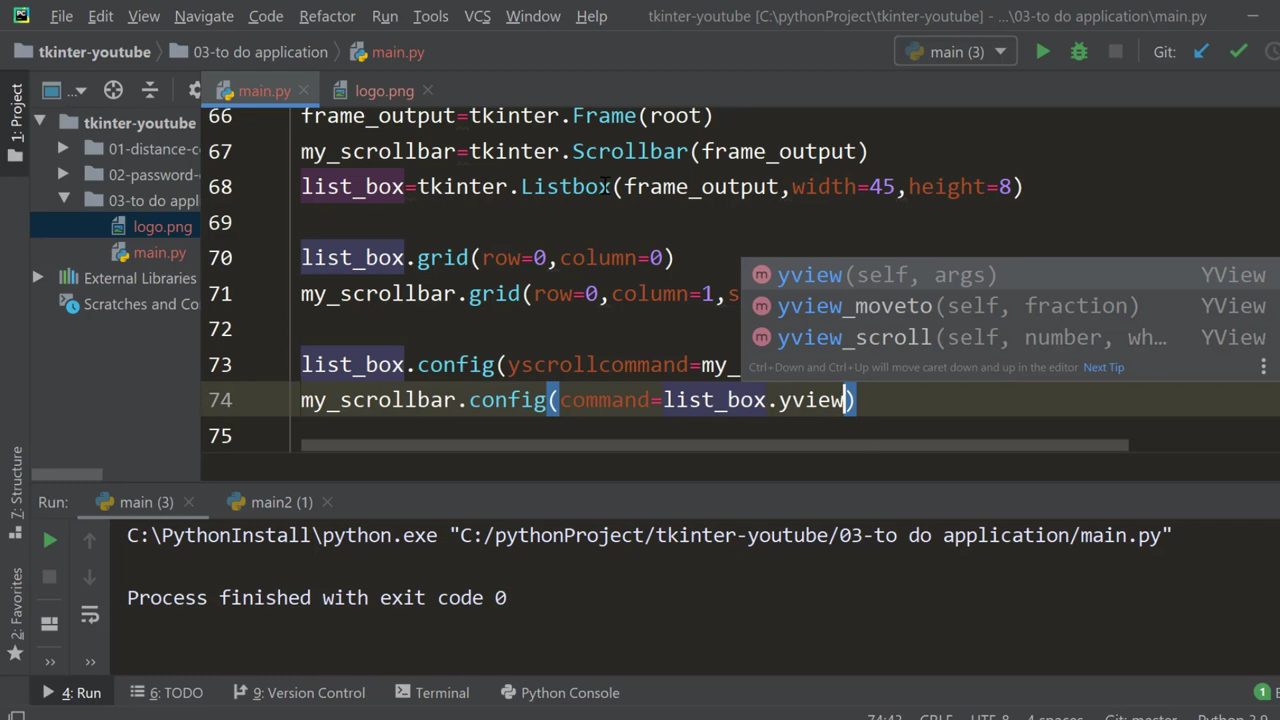 File Edit View Navigate Code Refactor Run Tools VCS Window Help tkinter-youtube [C:\pythonProject\tkinter-youtube] - ...\03-to do application\main.py
tkinter-youtube 03-to do application main.py main (3) Git:
1: Project
... main.py logo.png
tkinter-youtube
01-distance-c
02-password-
03-to do appl
logo.png
main.py
External Libraries
Scratches and Co
66 frame_output=tkinter.Frame(root)
67 my_scrollbar=tkinter.Scrollbar(frame_output)
68 list_box=tkinter.Listbox(frame_output,width=45,height=8)
69
70 list_box.grid(row=0,column=0)
71 my_scrollbar.grid(row=0,column=1,s
72
73 list_box.config(yscrollcommand=my_
74 my_scrollbar.config(command=list_box.yview)
75
yview(self, args) YView
yview_moveto(self, fraction) YView
yview_scroll(self, number, wh... YView
Ctrl+Down and Ctrl+Up will move caret down and up in the editor Next Tip
7: Structure
2: Favorites
Run: main (3) main2 (1)
C:\PythonInstall\python.exe "C:/pythonProject/tkinter-youtube/03-to do application/main.py"
Process finished with exit code 0
4: Run 6: TODO 9: Version Control Terminal Python Console 1